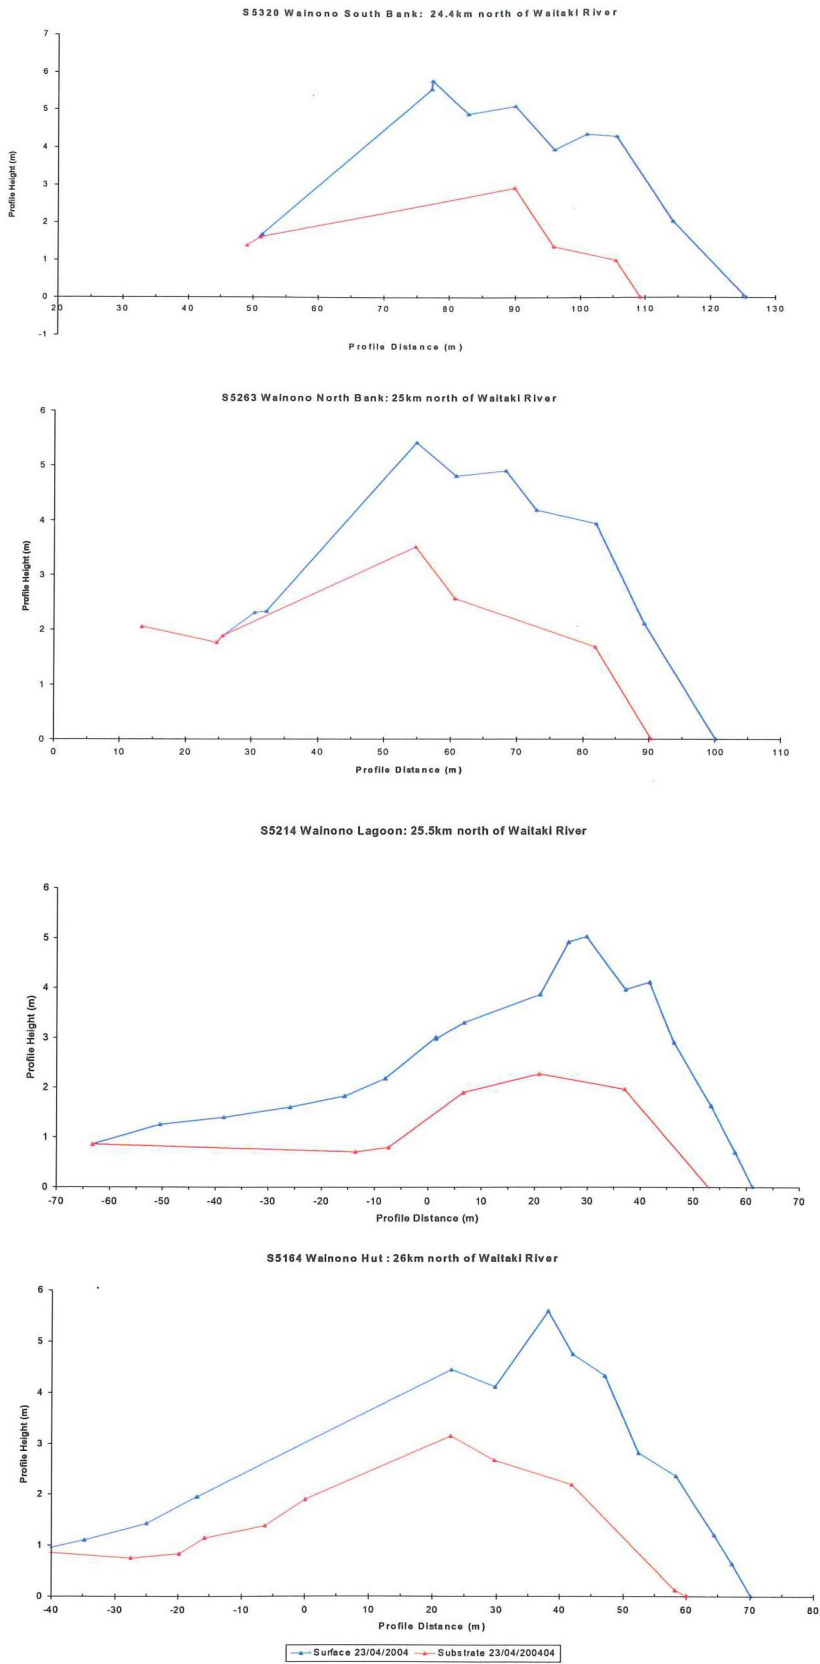 S5320 Wainono South Bank: 24.4km north of Waitaki River
7
6
5
4
3
2
1
0
-1
Profile Height (m)
20 30 40 50 60 70 80 90 100 110 120 130
Profile Distance (m)
S5263 Wainono North Bank: 25km north of Waitaki River
6
5
4
3
2
1
0
Profile Height (m)
0 10 20 30 40 50 60 70 80 90 100 110
Profile Distance (m)
S5214 Wainono Lagoon: 25.5km north of Waitaki River
6
5
4
3
2
1
0
Profile Height (m)
-70 -60 -50 -40 -30 -20 -10 0 10 20 30 40 50 60 70
Profile Distance (m)
S5164 Wainono Hut : 26km north of Waitaki River
6
5
4
3
2
1
0
Profile Height (m)
-40 -30 -20 -10 0 10 20 30 40 50 60 70 80
Profile Distance (m)
Surface 23/04/2004 Substrate 23/04/200404